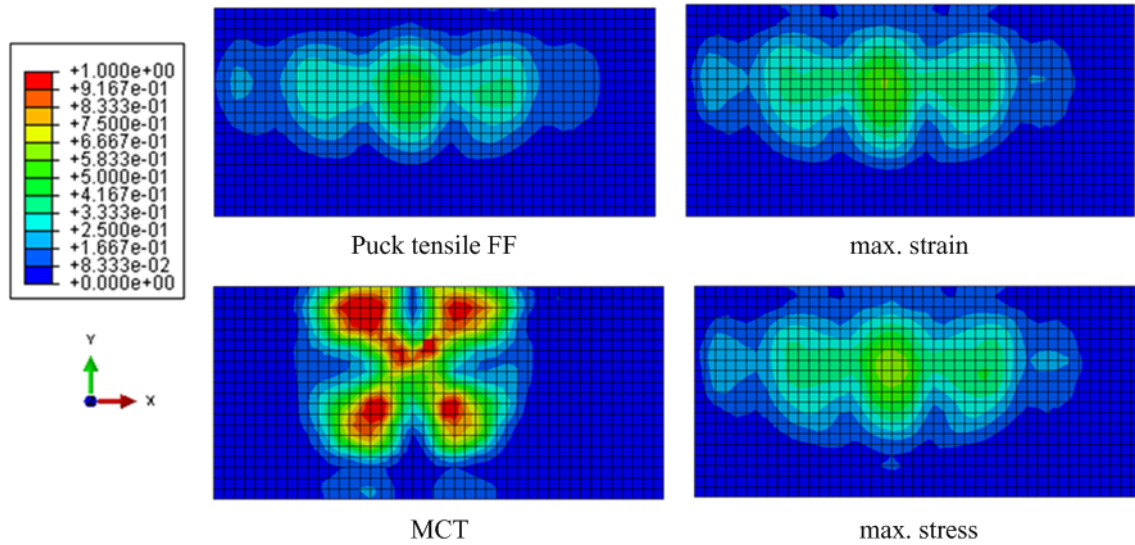 +1.000e+00
+9.167e-01
+8.333e-01
+7.500e-01
+6.667e-01
+5.833e-01
+5.000e-01
+4.167e-01
+3.333e-01
+2.500e-01
+1.667e-01
+8.333e-02
+0.000e+00
Y
X
Puck tensile FF
max. strain
MCT
max. stress